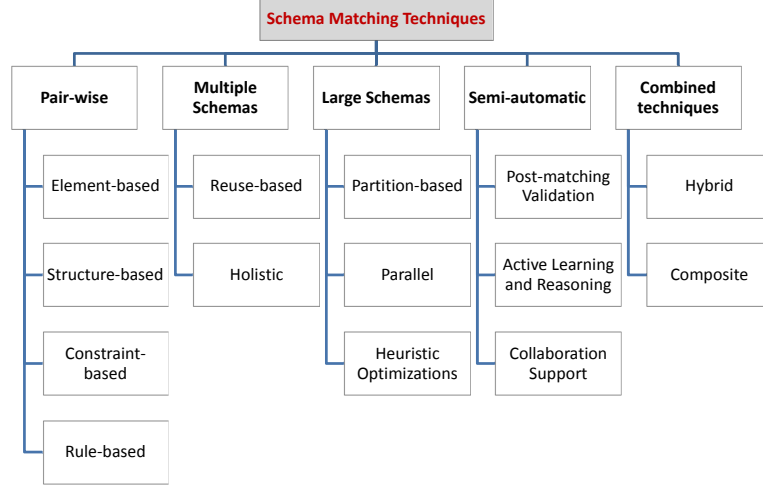 Schema Matching Techniques
Pair-wise
Multiple
Schemas
Large Schemas
Semi-automatic
Combined
techniques
Element-based
Structure-based
Constraint-
based
Rule-based
Reuse-based
Holistic
Partition-based
Parallel
Heuristic
Optimizations
Post-matching
Validation
Active Learning
and Reasoning
Collaboration
Support
Hybrid
Composite